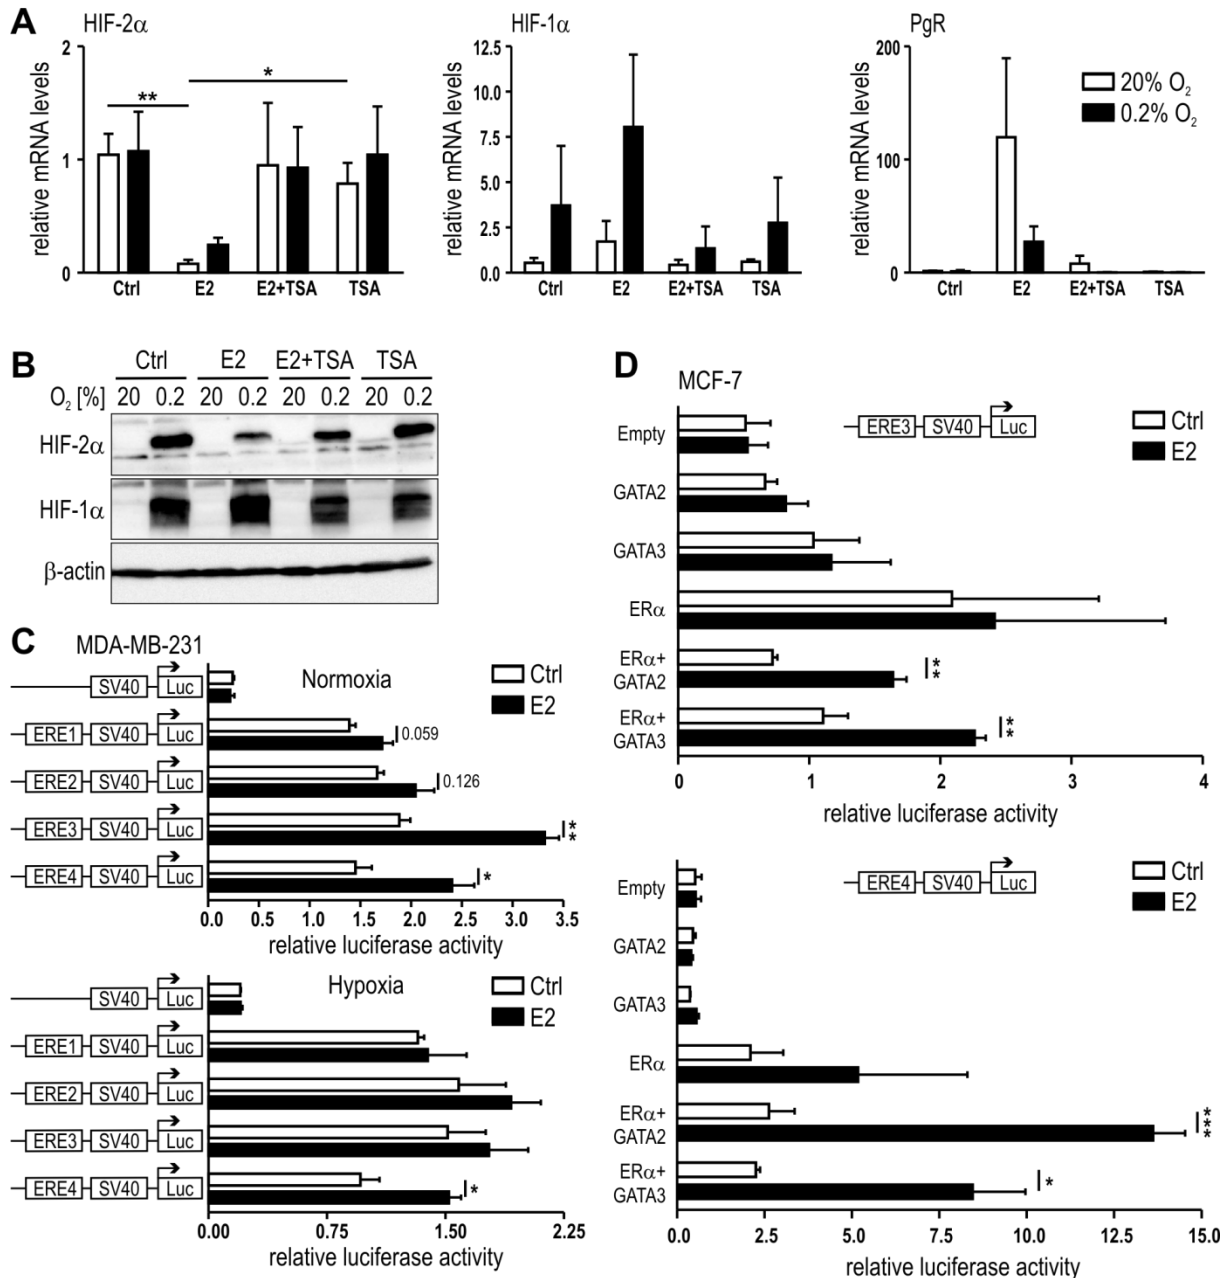 A
HIF-2α
relative mRNA levels
2
1
0
**
*
Ctrl E2 E2+TSA TSA
HIF-1α
relative mRNA levels
12.5
10.0
7.5
5.0
2.5
0.0
Ctrl E2 E2+TSA TSA
PgR
relative mRNA levels
200
100
0
20% O2
0.2% O2
Ctrl E2 E2+TSA TSA
B
Ctrl E2 E2+TSA TSA
O2 [%] 20 0.2 20 0.2 20 0.2 20 0.2
HIF-2α
HIF-1α
β-actin
C
MDA-MB-231
Normoxia
Ctrl
E2
SV40 Luc
ERE1 SV40 Luc
0.059
ERE2 SV40 Luc
0.126
ERE3 SV40 Luc
**
ERE4 SV40 Luc
*
0.0 0.5 1.0 1.5 2.0 2.5 3.0 3.5
relative luciferase activity
Hypoxia
Ctrl
E2
SV40 Luc
ERE1 SV40 Luc
ERE2 SV40 Luc
ERE3 SV40 Luc
ERE4 SV40 Luc
*
0.00 0.75 1.50 2.25
relative luciferase activity
D
MCF-7
ERE3 SV40 Luc
Ctrl
E2
Empty
GATA2
GATA3
ERα
ERα+
GATA2
**
ERα+
GATA3
**
0 1 2 3 4
relative luciferase activity
ERE4 SV40 Luc
Ctrl
E2
Empty
GATA2
GATA3
ERα
ERα+
GATA2
***
ERα+
GATA3
*
0.0 2.5 5.0 7.5 10.0 12.5 15.0
relative luciferase activity